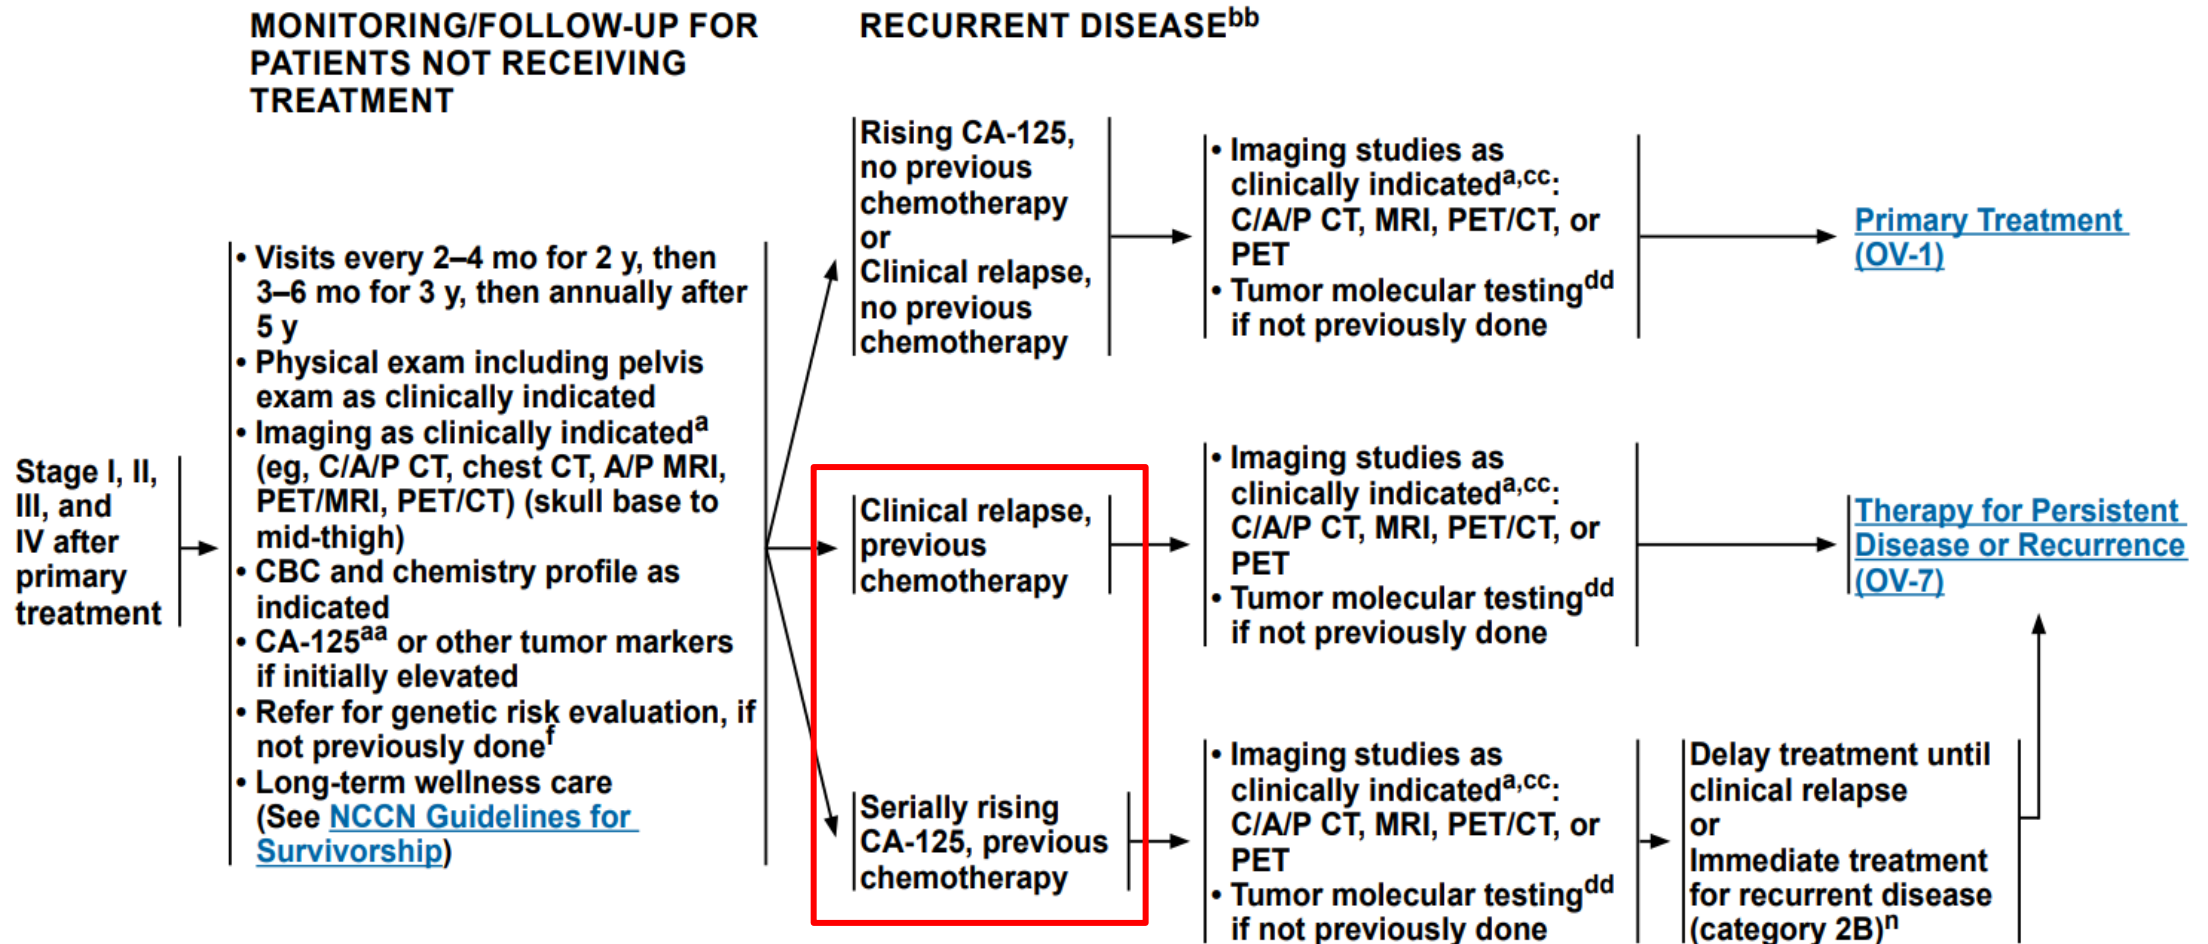 MONITORING/FOLLOW-UP FOR
PATIENTS NOT RECEIVING
TREATMENT
RECURRENT DISEASEbb
Stage I, II,
III, and
IV after
primary
treatment
• Visits every 2–4 mo for 2 y, then
3–6 mo for 3 y, then annually after
5 y
• Physical exam including pelvis
exam as clinically indicated
• Imaging as clinically indicateda
(eg, C/A/P CT, chest CT, A/P MRI,
PET/MRI, PET/CT) (skull base to
mid-thigh)
• CBC and chemistry profile as
indicated
• CA-125aa or other tumor markers
if initially elevated
• Refer for genetic risk evaluation, if
not previously donef
• Long-term wellness care
(See NCCN Guidelines for
Survivorship)
Rising CA-125,
no previous
chemotherapy
or
Clinical relapse,
no previous
chemotherapy
• Imaging studies as
clinically indicateda,cc:
C/A/P CT, MRI, PET/CT, or
PET
• Tumor molecular testingdd
if not previously done
Primary Treatment
(OV-1)
Clinical relapse,
previous
chemotherapy
• Imaging studies as
clinically indicateda,cc:
C/A/P CT, MRI, PET/CT, or
PET
• Tumor molecular testingdd
if not previously done
Therapy for Persistent
Disease or Recurrence
(OV-7)
Serially rising
CA-125, previous
chemotherapy
• Imaging studies as
clinically indicateda,cc:
C/A/P CT, MRI, PET/CT, or
PET
• Tumor molecular testingdd
if not previously done
Delay treatment until
clinical relapse
or
Immediate treatment
for recurrent disease
(category 2B)n